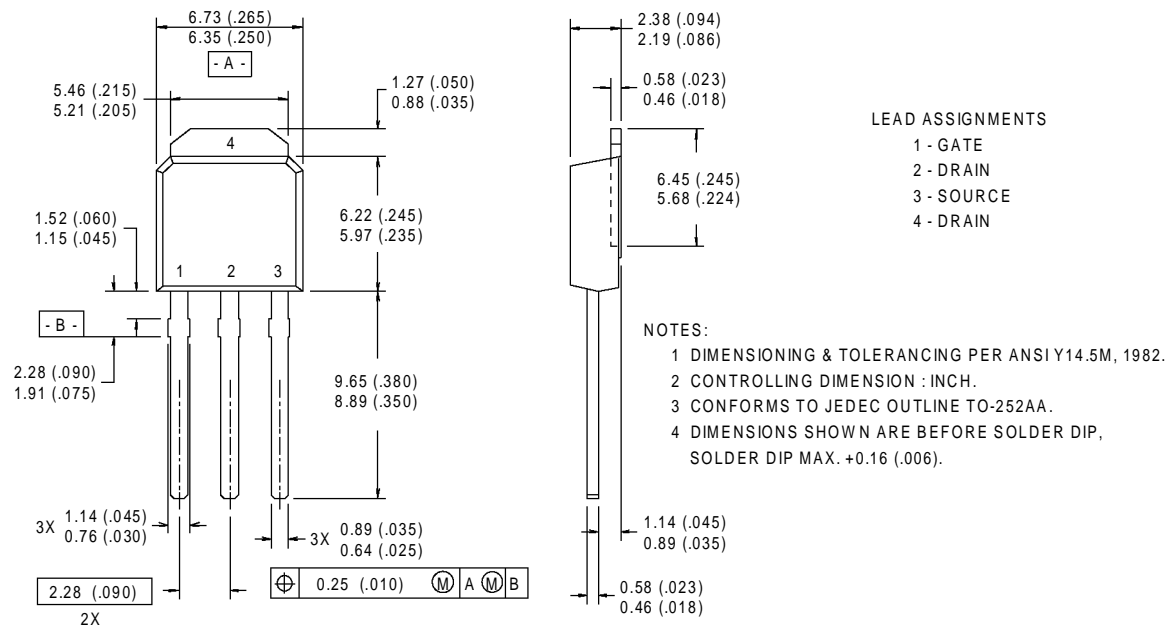 6.73 (.265)
6.35 (.250)
- A -
5.46 (.215)
5.21 (.205)
1.27 (.050)
0.88 (.035)
4
1.52 (.060)
1.15 (.045)
6.22 (.245)
5.97 (.235)
1 2 3
- B -
2.28 (.090)
1.91 (.075)
9.65 (.380)
8.89 (.350)
3X 1.14 (.045)
0.76 (.030)
3X 0.89 (.035)
0.64 (.025)
2.28 (.090)
2X
⌖ 0.25 (.010) Ⓜ A Ⓜ B
2.38 (.094)
2.19 (.086)
0.58 (.023)
0.46 (.018)
6.45 (.245)
5.68 (.224)
1.14 (.045)
0.89 (.035)
0.58 (.023)
0.46 (.018)
LEAD ASSIGNMENTS
1 - GATE
2 - DRAIN
3 - SOURCE
4 - DRAIN
NOTES:
1 DIMENSIONING & TOLERANCING PER ANSI Y14.5M, 1982.
2 CONTROLLING DIMENSION : INCH.
3 CONFORMS TO JEDEC OUTLINE TO-252AA.
4 DIMENSIONS SHOWN ARE BEFORE SOLDER DIP,
SOLDER DIP MAX. +0.16 (.006).